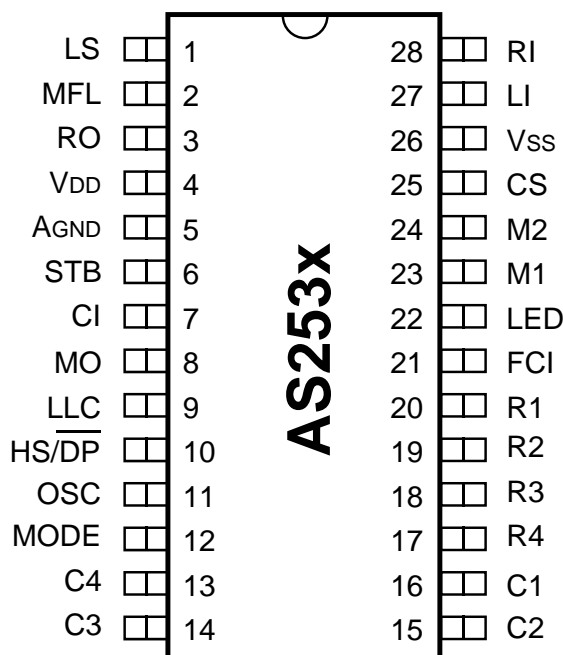 LS 1 28 RI
MFL 2 27 LI
RO 3 26 VSS
VDD 4 25 CS
AGND 5 24 M2
STB 6 23 M1
CI 7 22 LED
MO 8 21 FCI
LLC 9 20 R1
HS/DP 10 19 R2
OSC 11 18 R3
MODE 12 17 R4
C4 13 16 C1
C3 14 15 C2
AS253x